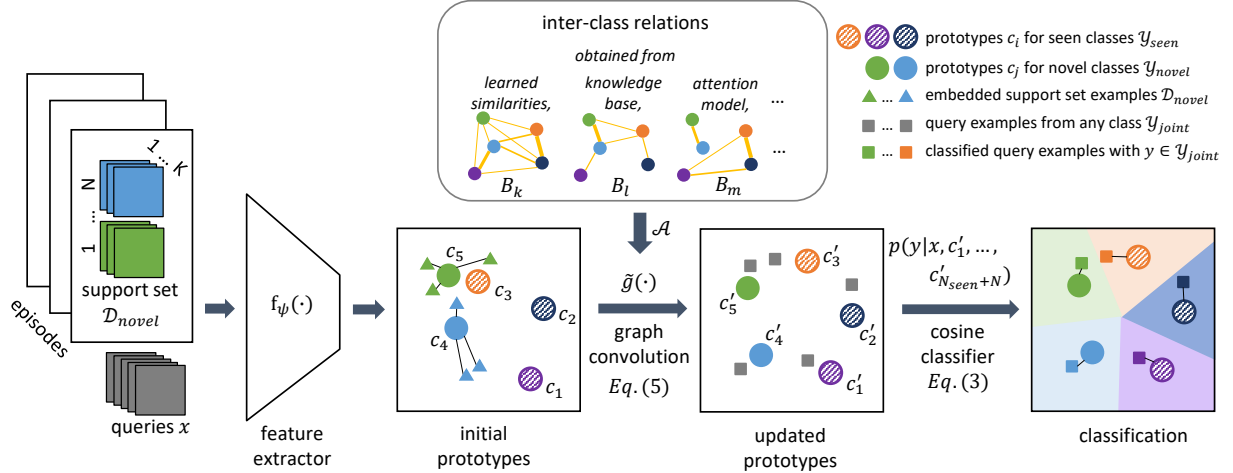 inter-class relations
obtained from
learned similarities,
knowledge base,
attention model,
...
...
B_k
B_l
B_m
prototypes c_i for seen classes 𝒴_seen
prototypes c_j for novel classes 𝒴_novel
... embedded support set examples 𝒟_novel
... query examples from any class 𝒴_joint
... classified query examples with y ∈ 𝒴_joint
1 ... K
1 ... N
support set
𝒟_novel
episodes
queries x
f_ψ(·)
feature
extractor
c_5
c_3
c_4
c_2
c_1
initial
prototypes
𝒜
g̃(·)
graph
convolution
Eq. (5)
c′_3
c′_5
c′_4
c′_2
c′_1
updated
prototypes
p(y|x, c′_1, ...,
c′_{N_seen+N})
cosine
classifier
Eq. (3)
classification